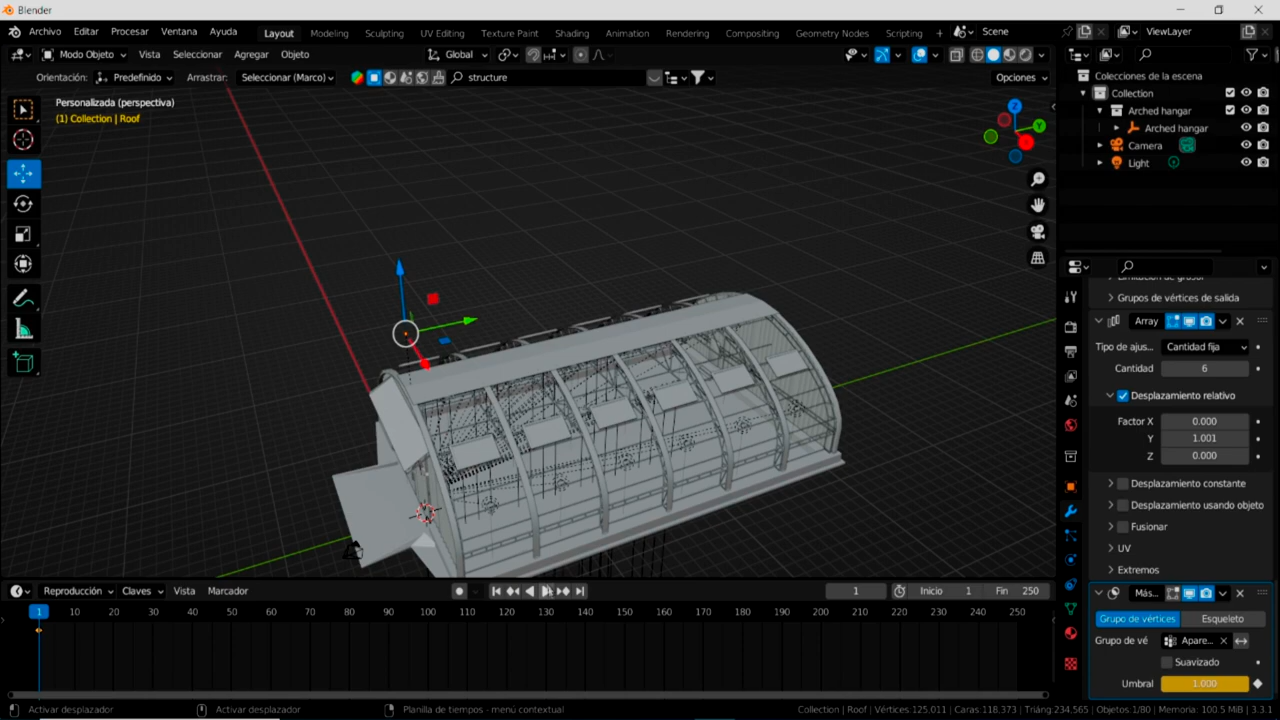 Blender
Archivo Editar Procesar Ventana Ayuda Layout Modeling Sculpting UV Editing Texture Paint Shading Animation Rendering Compositing Geometry Nodes Scripting + Scene ViewLayer
Modo Objeto Vista Seleccionar Agregar Objeto Global
Orientación: Predefinido Arrastrar: Seleccionar (Marco) structure Opciones
Personalizada (perspectiva)
(1) Collection | Roof
Z
Y
X
Colecciones de la escena
Collection
Arched hangar
Arched hangar
Camera
Light
Grupos de vértices de salida
Array
Tipo de ajus... Cantidad fija
Cantidad 6
Desplazamiento relativo
Factor X 0.000
Y 1.001
Z 0.000
Desplazamiento constante
Desplazamiento usando objeto
Fusionar
UV
Extremos
Más...
Grupo de vértices Esqueleto
Grupo de vé Apare...
Suavizado
Umbral 1.000
Reproducción Claves Vista Marcador 1 Inicio 1 Fin 250
1 10 20 30 40 50 60 70 80 90 100 110 120 130 140 150 160 170 180 190 200 210 220 230 240 250
Activar desplazador Activar desplazador Planilla de tiempos - menú contextual Collection | Roof | Vértices:125.011 | Caras:118.373 | Triáng:234.565 | Objetos:1/80 | Memoria: 100.5 MiB | 3.3.1